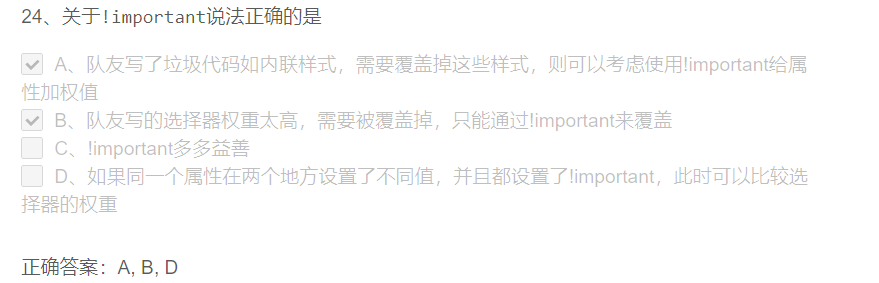 24、关于!important说法正确的是
A、队友写了垃圾代码如内联样式，需要覆盖掉这些样式，则可以考虑使用!important给属
性加权值
B、队友写的选择器权重太高，需要被覆盖掉，只能通过!important来覆盖
C、!important多多益善
D、如果同一个属性在两个地方设置了不同值，并且都设置了!important，此时可以比较选
择器的权重
正确答案：A, B, D